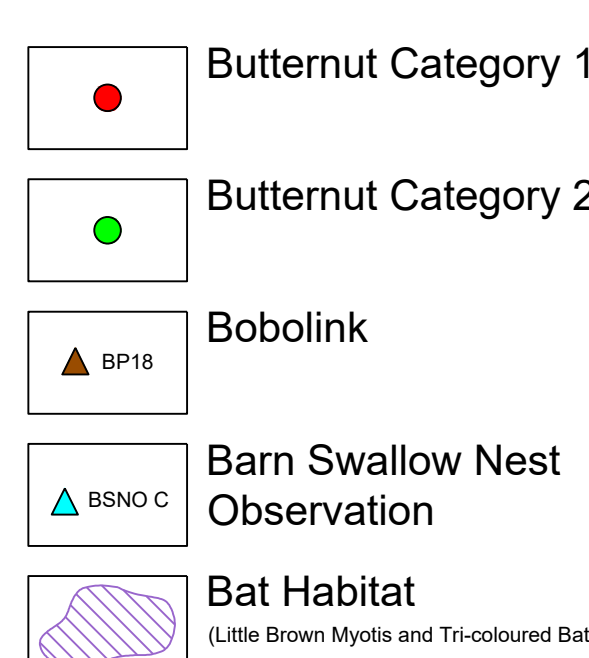 Butternut Category 1
Butternut Category 2
BP18
Bobolink
BSNO C
Barn Swallow Nest
Observation
Bat Habitat
(Little Brown Myotis and Tri-coloured Bat